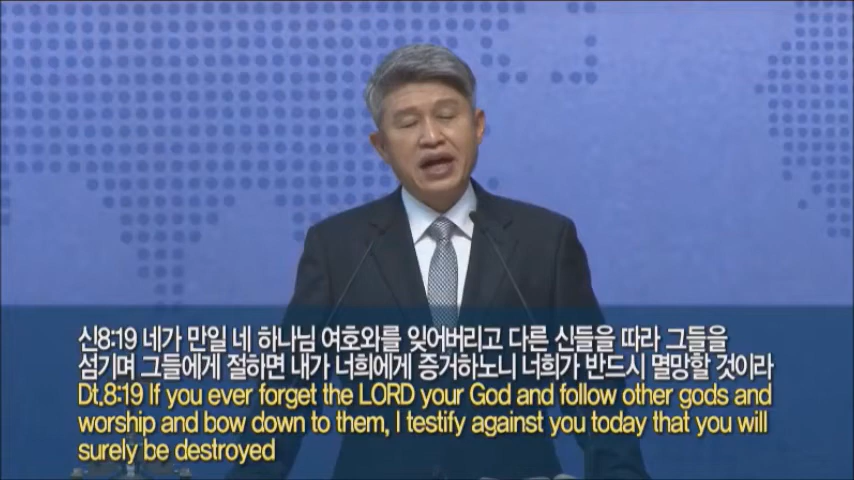 신8:19 네가 만일 네 하나님 여호와를 잊어버리고 다른 신들을 따라 그들을
섬기며 그들에게 절하면 내가 너희에게 증거하노니 너희가 반드시 멸망할 것이라
Dt.8:19 If you ever forget the LORD your God and follow other gods and
worship and bow down to them, I testify against you today that you will
surely be destroyed